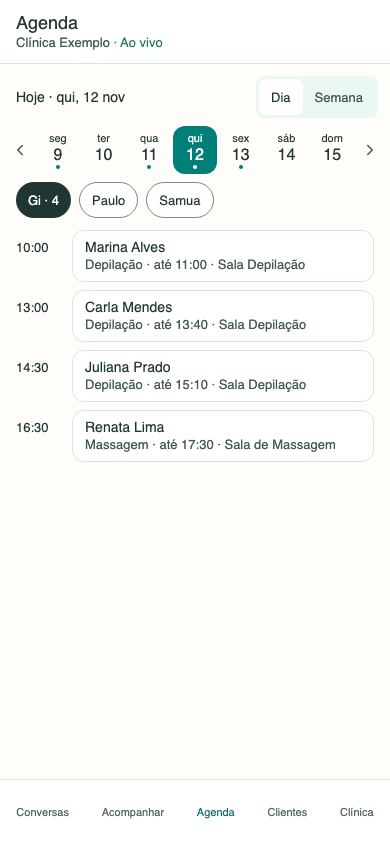 Agenda
Clínica Exemplo · Ao vivo
Hoje · qui, 12 nov
Dia Semana
seg ter qua qui sex sáb dom
9 10 11 12 13 14 15
Gi · 4 Paulo Samua
10:00 Marina Alves
Depilação · até 11:00 · Sala Depilação
13:00 Carla Mendes
Depilação · até 13:40 · Sala Depilação
14:30 Juliana Prado
Depilação · até 15:10 · Sala Depilação
16:30 Renata Lima
Massagem · até 17:30 · Sala de Massagem
Conversas Acompanhar Agenda Clientes Clínica